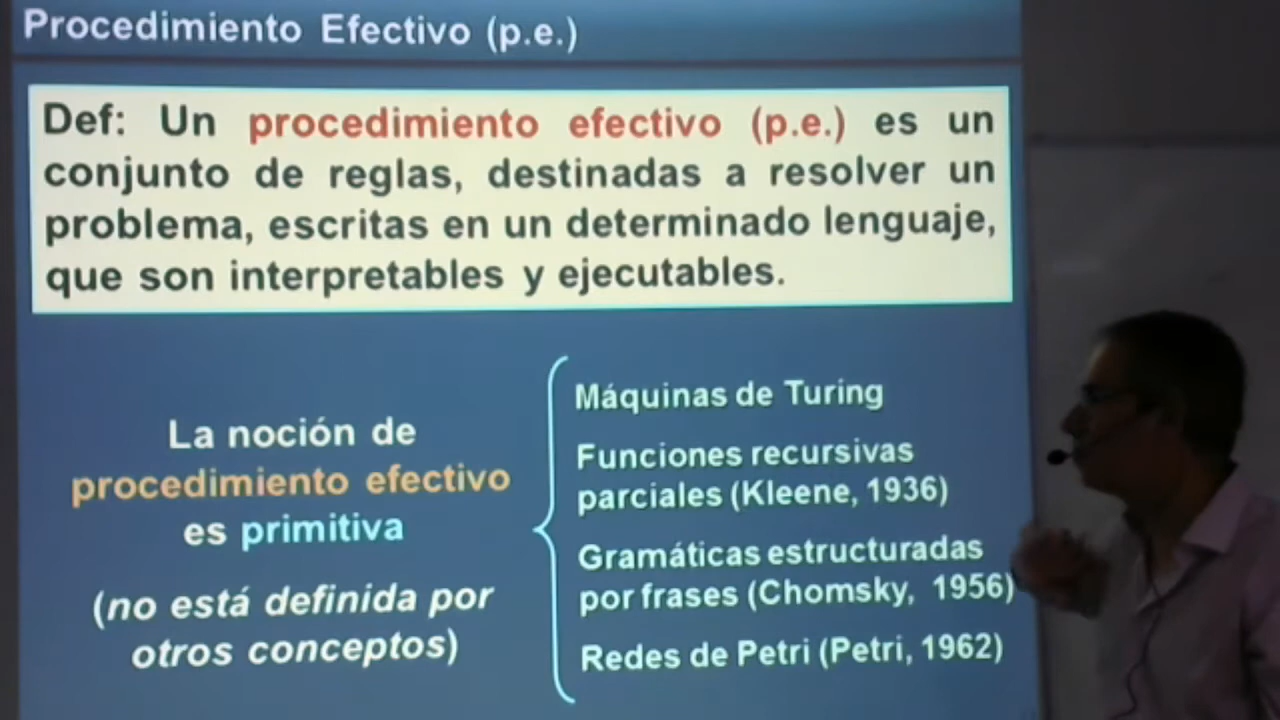 Procedimiento Efectivo (p.e.)
Def: Un procedimiento efectivo (p.e.) es un
conjunto de reglas, destinadas a resolver un
problema, escritas en un determinado lenguaje,
que son interpretables y ejecutables.
La noción de
procedimiento efectivo
es primitiva
(no está definida por
otros conceptos)
Máquinas de Turing
Funciones recursivas
parciales (Kleene, 1936)
Gramáticas estructuradas
por frases (Chomsky, 1956)
Redes de Petri (Petri, 1962)